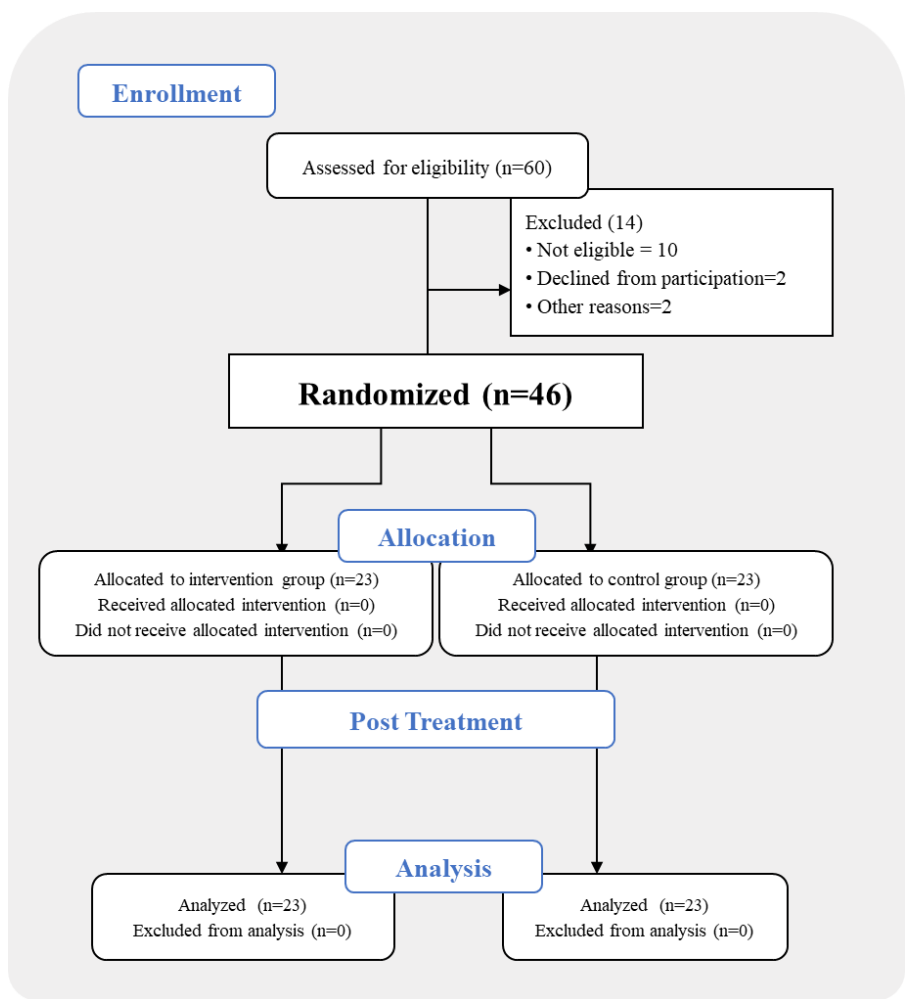 Enrollment
Assessed for eligibility (n=60)
Excluded (14)
• Not eligible = 10
• Declined from participation=2
• Other reasons=2
Randomized (n=46)
Allocation
Allocated to intervention group (n=23)
Received allocated intervention (n=0)
Did not receive allocated intervention (n=0)
Allocated to control group (n=23)
Received allocated intervention (n=0)
Did not receive allocated intervention (n=0)
Post Treatment
Analysis
Analyzed (n=23)
Excluded from analysis (n=0)
Analyzed (n=23)
Excluded from analysis (n=0)